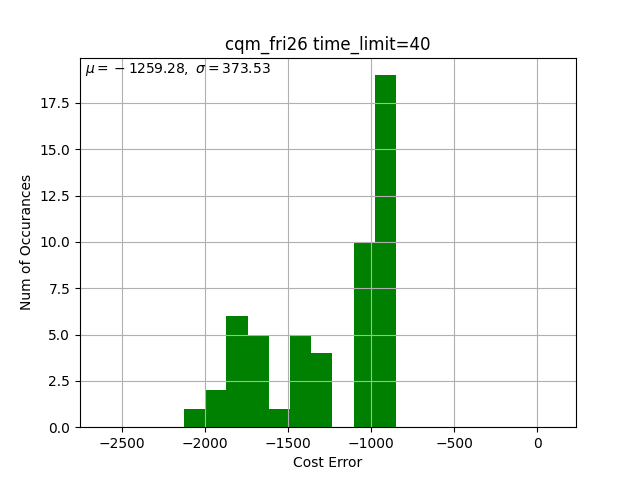 cqm_fri26 time_limit=40
μ = −1259.28, σ = 373.53
17.5
15.0
12.5
10.0
7.5
5.0
2.5
0.0
Num of Occurances
−2500 −2000 −1500 −1000 −500 0
Cost Error